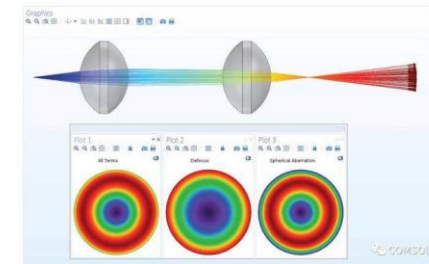 Graphics
Plot 1
Plot 2
Plot 3
All Terms
Defocus
Spherical Aberration
COMSOL